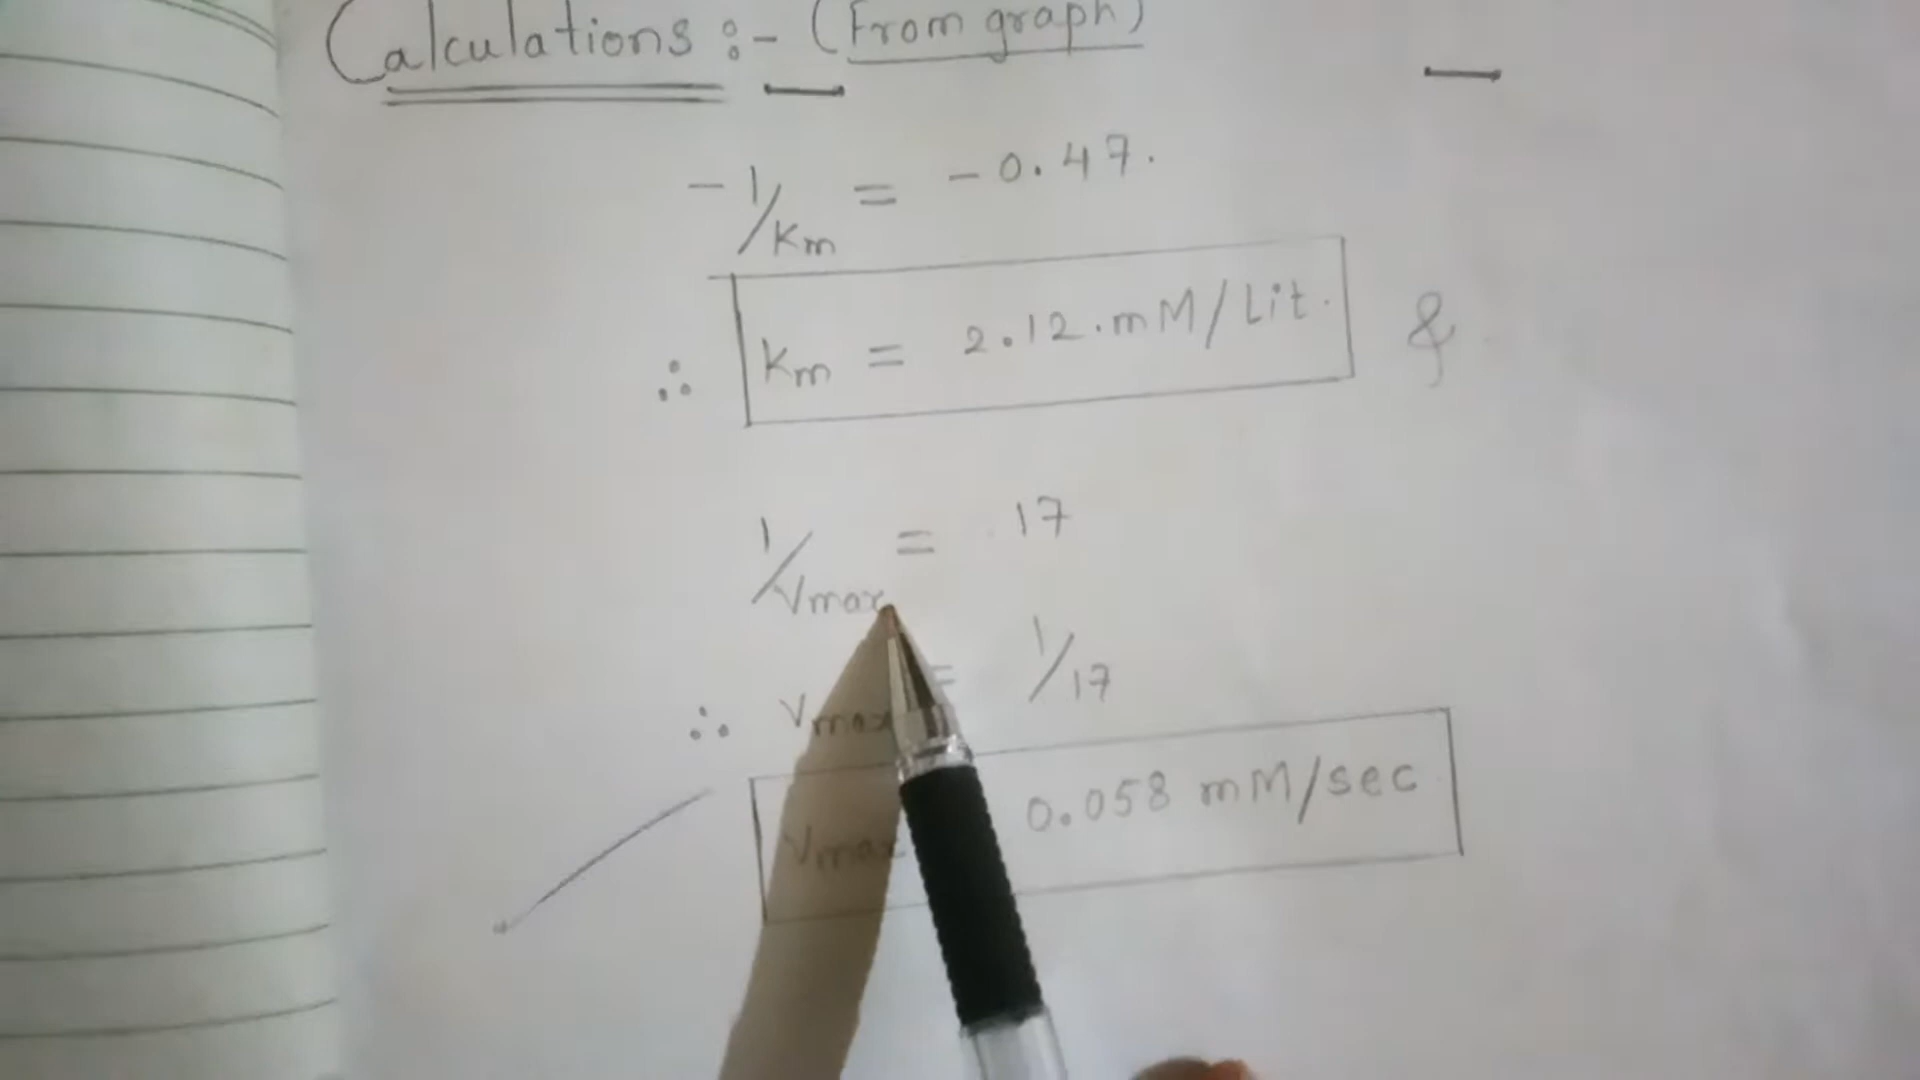 Calculations :- (From graph)
- 1/Km = - 0.47.
∴ Km = 2.12.mM/Lit. &
1/Vmax = 17
∴ Vmax = 1/17
Vmax 0.058 mM/sec